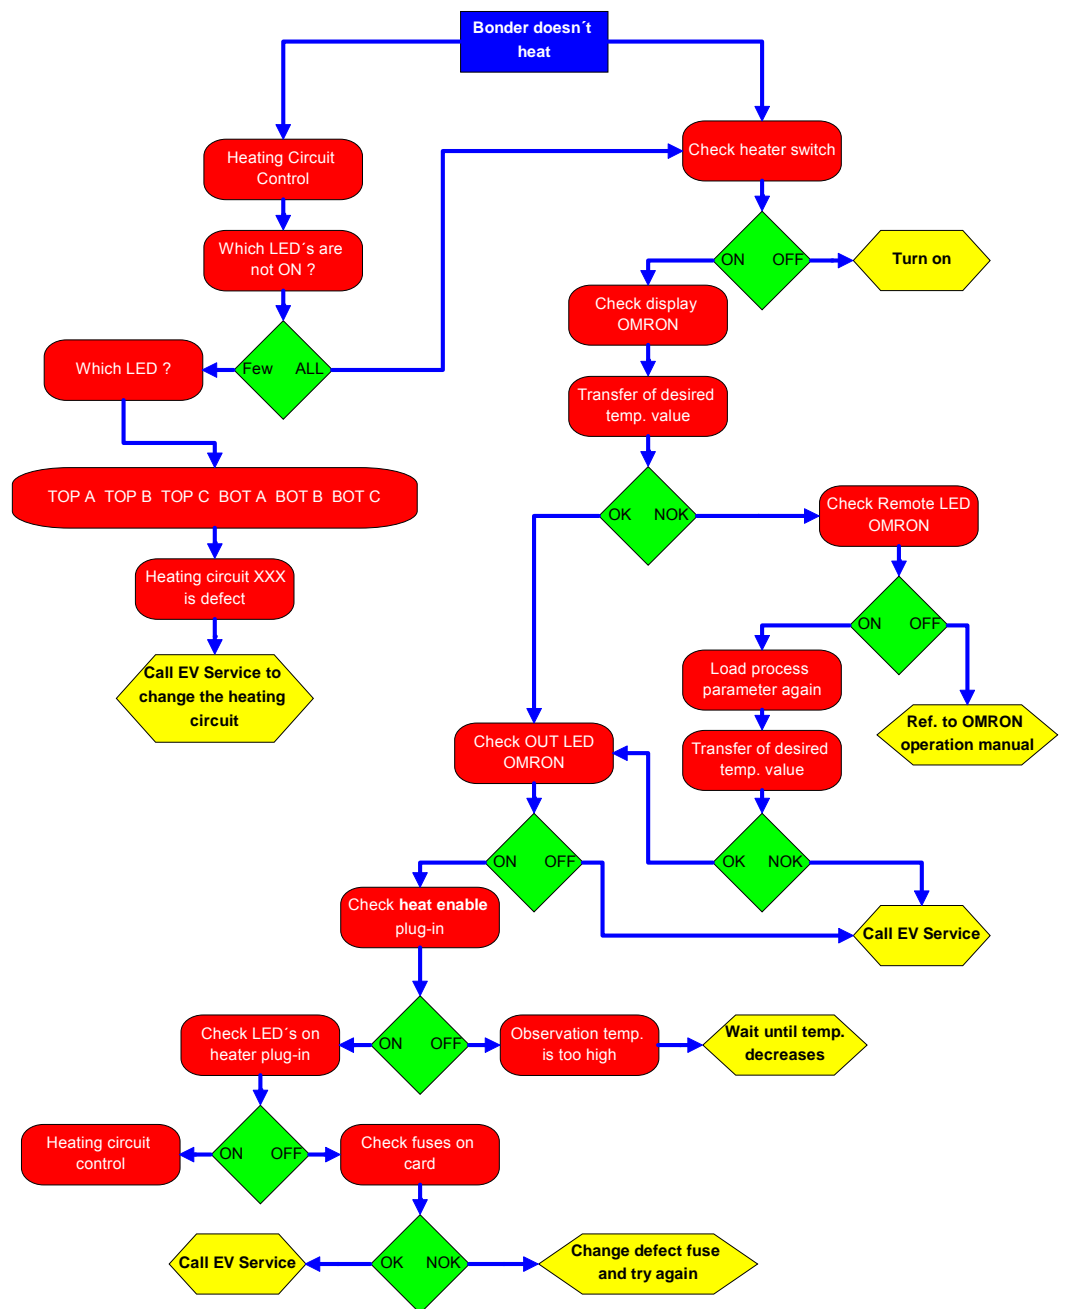 Bonder doesn´t
heat
Heating Circuit
Control
Check heater switch
Which LED´s are
not ON ?
ON OFF
Turn on
Check display
OMRON
Which LED ?
Few ALL
Transfer of desired
temp. value
TOP A TOP B TOP C BOT A BOT B BOT C
OK NOK
Check Remote LED
OMRON
Heating circuit XXX
is defect
ON OFF
Call EV Service to
change the heating
circuit
Load process
parameter again
Ref. to OMRON
operation manual
Check OUT LED
OMRON
Transfer of desired
temp. value
ON OFF
OK NOK
Check heat enable
plug-in
Call EV Service
Check LED´s on
heater plug-in
ON OFF
Observation temp.
is too high
Wait until temp.
decreases
Heating circuit
control
ON OFF
Check fuses on
card
Call EV Service
OK NOK
Change defect fuse
and try again